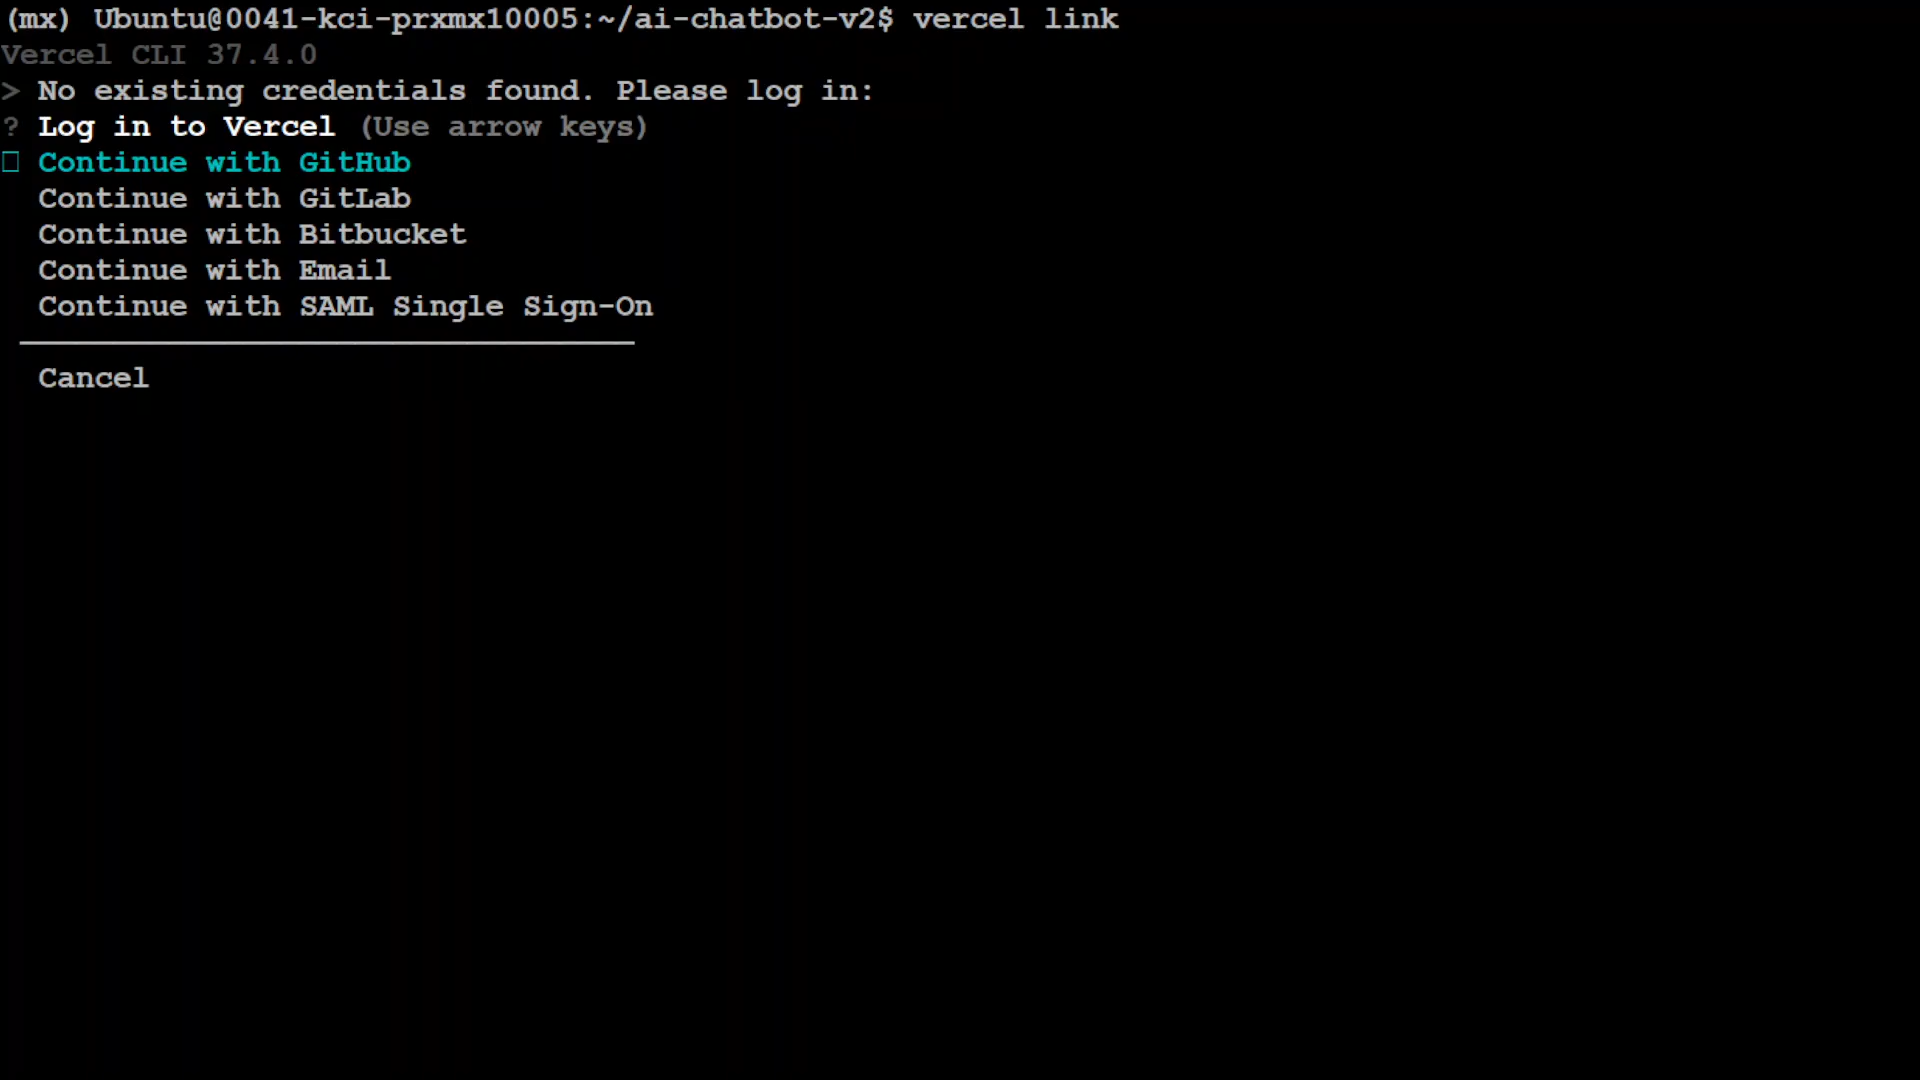 (mx) Ubuntu@0041-kci-prxmx10005:~/ai-chatbot-v2$ vercel link
Vercel CLI 37.4.0
> No existing credentials found. Please log in:
? Log in to Vercel (Use arrow keys)
Continue with GitHub
Continue with GitLab
Continue with Bitbucket
Continue with Email
Continue with SAML Single Sign-On
Cancel